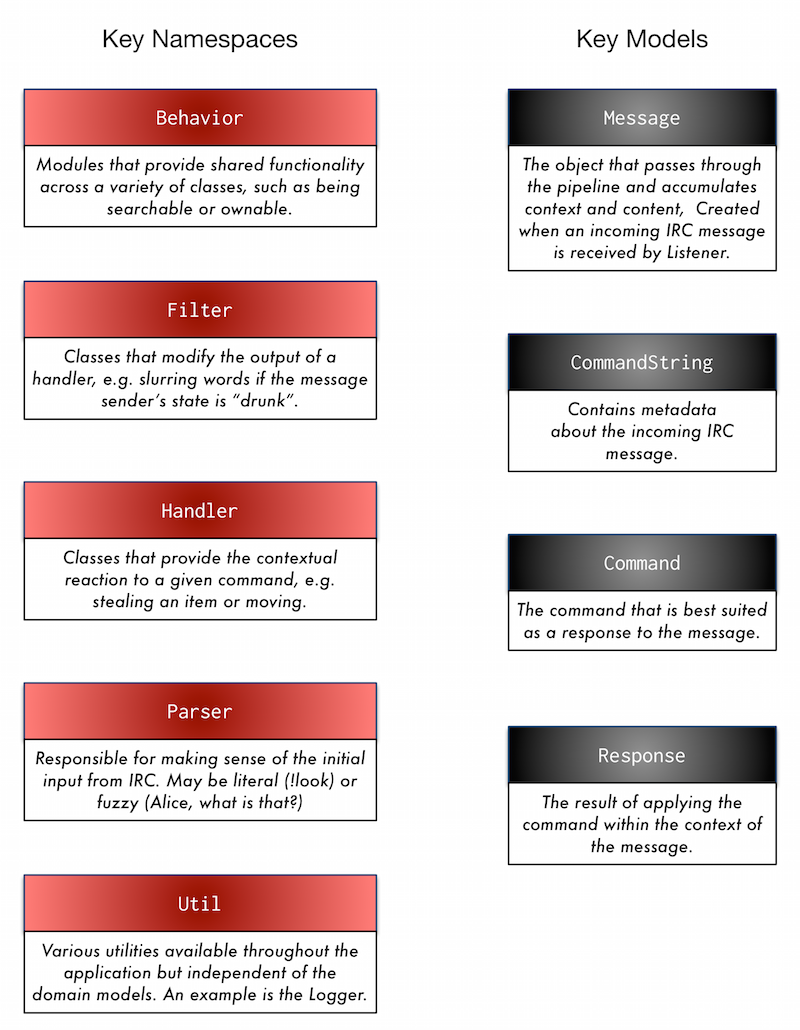 Key Namespaces
Behavior
Modules that provide shared functionality
across a variety of classes, such as being
searchable or ownable.
Filter
Classes that modify the output of a
handler, e.g. slurring words if the message
sender’s state is “drunk”.
Handler
Classes that provide the contextual
reaction to a given command, e.g.
stealing an item or moving.
Parser
Responsible for making sense of the initial
input from IRC. May be literal (!look) or
fuzzy (Alice, what is that?)
Util
Various utilities available throughout the
application but independent of the
domain models. An example is the Logger.
Key Models
Message
The object that passes through
the pipeline and accumulates
context and content,  Created
when an incoming IRC message
is received by Listener.
CommandString
Contains metadata
about the incoming IRC
message.
Command
The command that is best suited
as a response to the message.
Response
The result of applying the
command within the context of
the message.